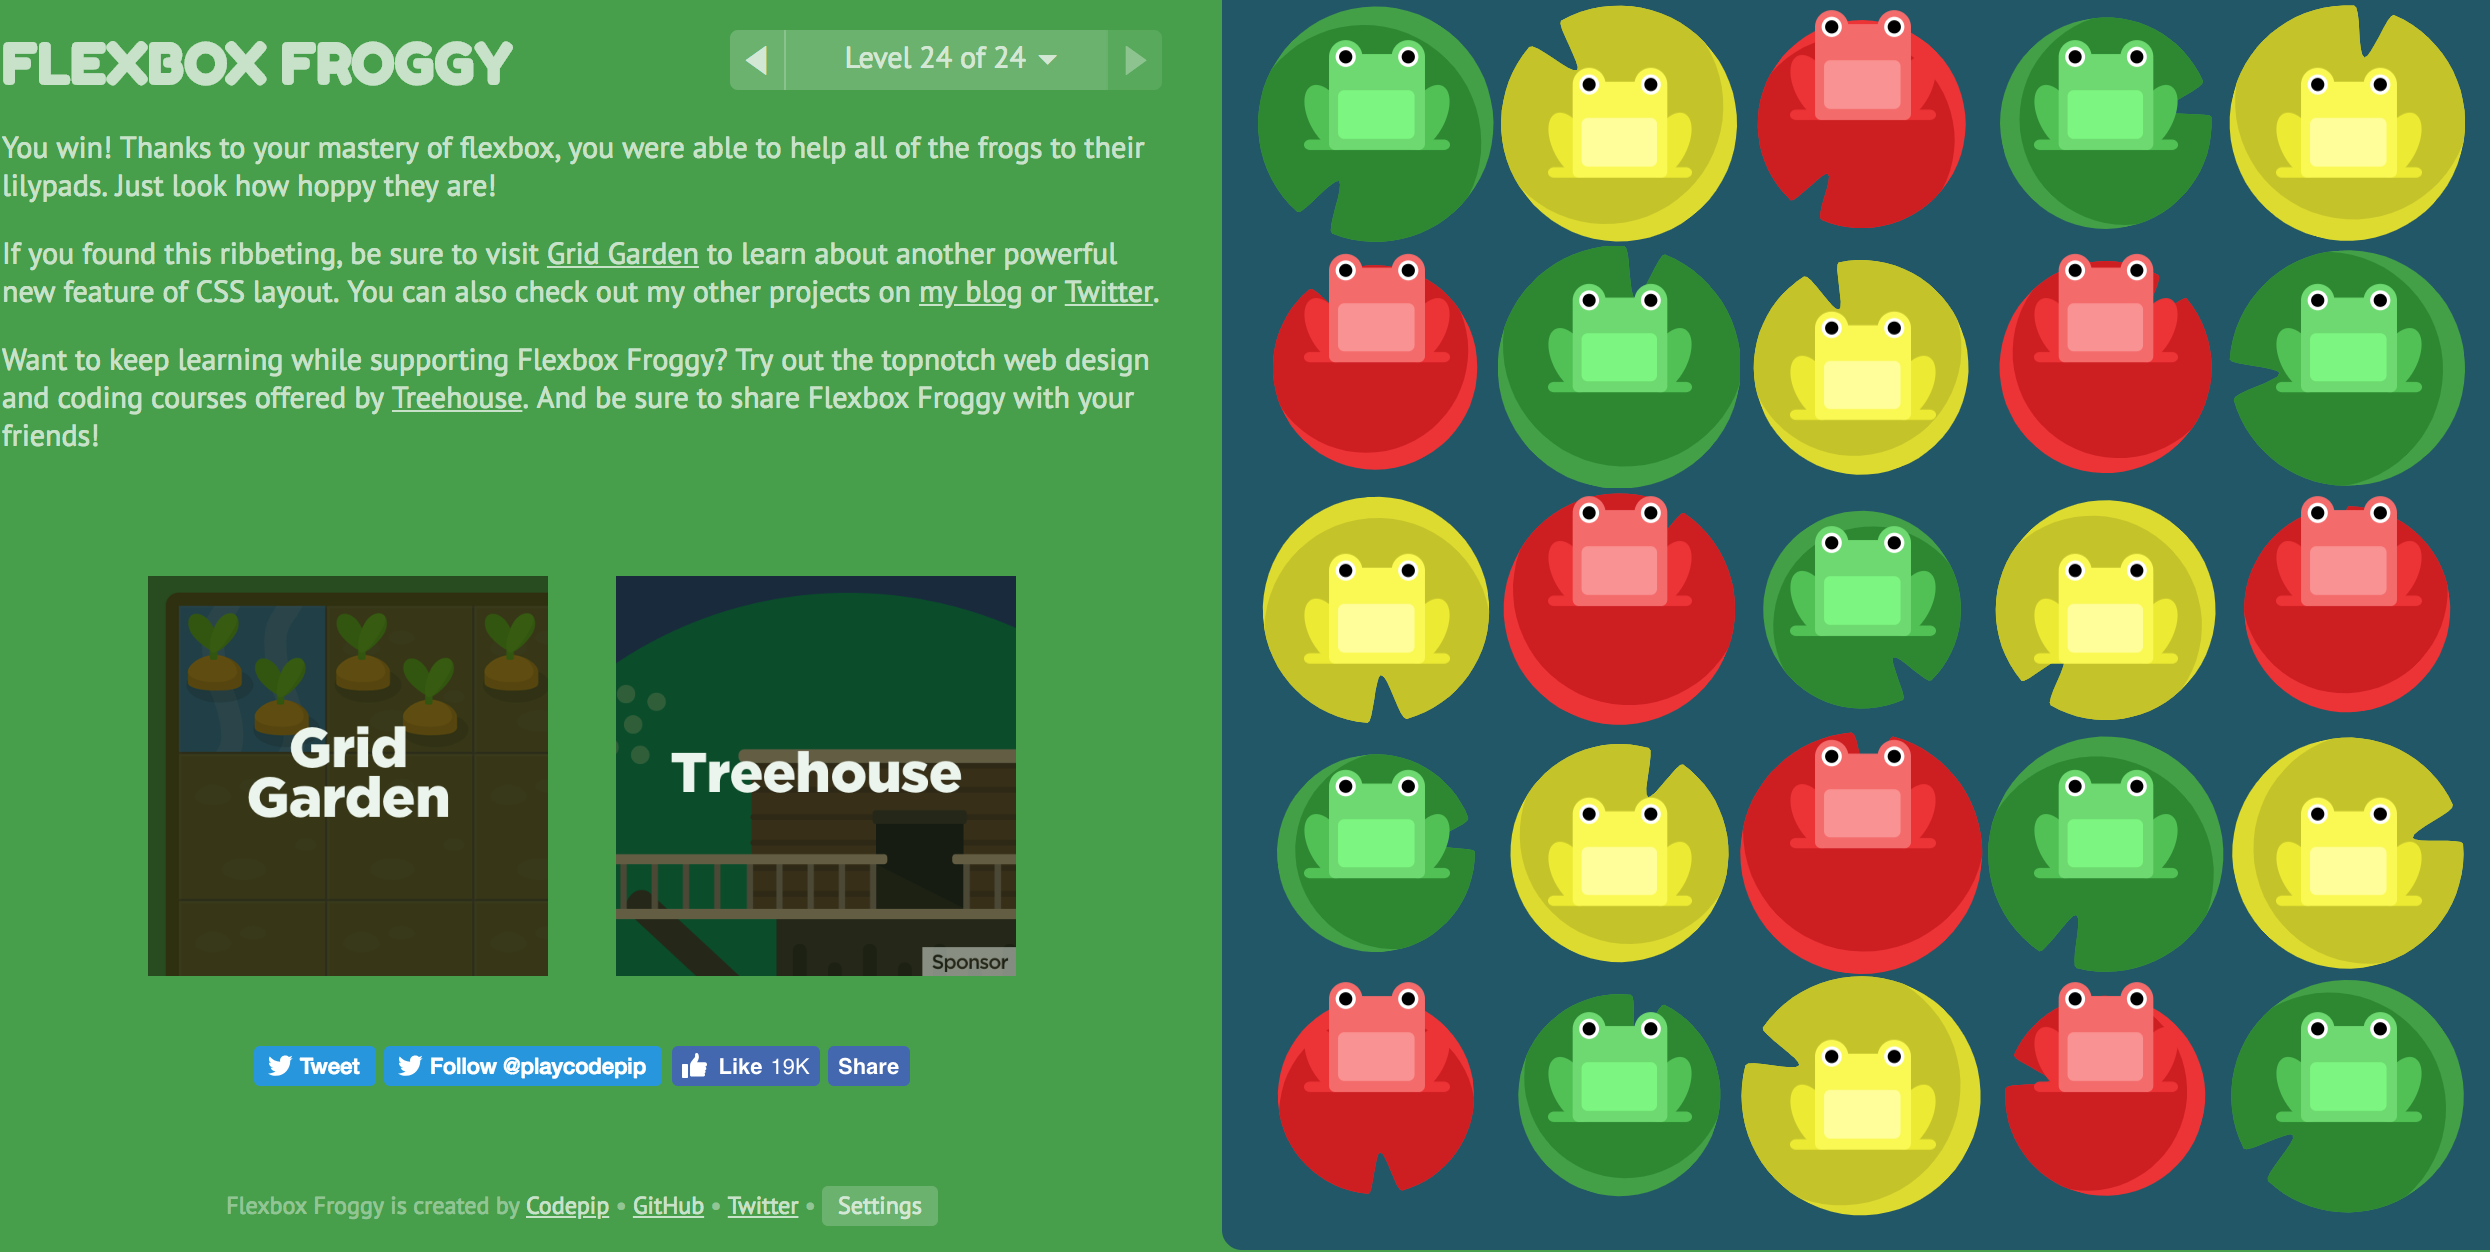 FLEXBOX FROGGY
Level 24 of 24
You win! Thanks to your mastery of flexbox, you were able to help all of the frogs to their
lilypads. Just look how hoppy they are!
If you found this ribbeting, be sure to visit Grid Garden to learn about another powerful
new feature of CSS layout. You can also check out my other projects on my blog or Twitter.
Want to keep learning while supporting Flexbox Froggy? Try out the topnotch web design
and coding courses offered by Treehouse. And be sure to share Flexbox Froggy with your
friends!
Grid
Garden
Treehouse
Sponsor
Tweet Follow @playcodepip Like 19K Share
Flexbox Froggy is created by Codepip • GitHub • Twitter • Settings